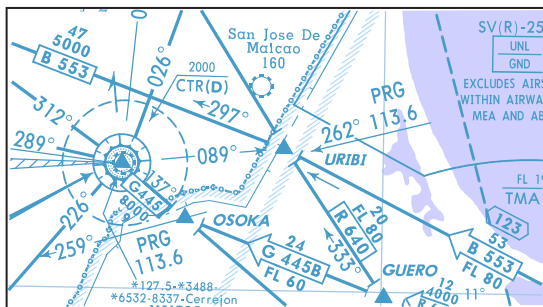 47
5000
B 553
026°
2000
CTR(D)
San Jose De
Maicao
160
SV(R)-25
UNL
GND
EXCLUDES AIRS
WITHIN AIRWA
MEA AND AB
312°
297°
PRG
113.6
262°
289°
089°
URIBI
137°
G445
8000
226°
259°
OSOKA
PRG
113.6
FL 19
TMA
123
20
FL 80
R 640
333°
53
B 553
FL 80
24
G 445B
FL 60
GUERO
12
4000
11°
*127.5-*3488-
*6532-8337-Cerrejon